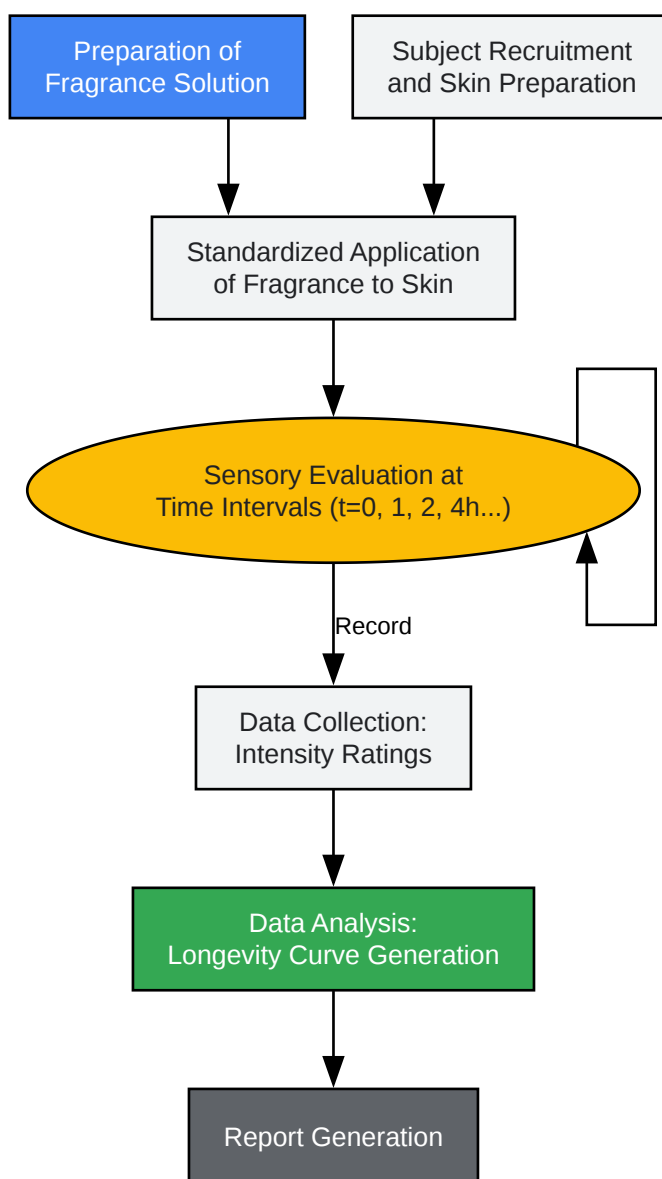 Preparation of
Fragrance Solution
Subject Recruitment
and Skin Preparation
Standardized Application
of Fragrance to Skin
Sensory Evaluation at
Time Intervals (t=0, 1, 2, 4h...)
Record
Data Collection:
Intensity Ratings
Data Analysis:
Longevity Curve Generation
Report Generation